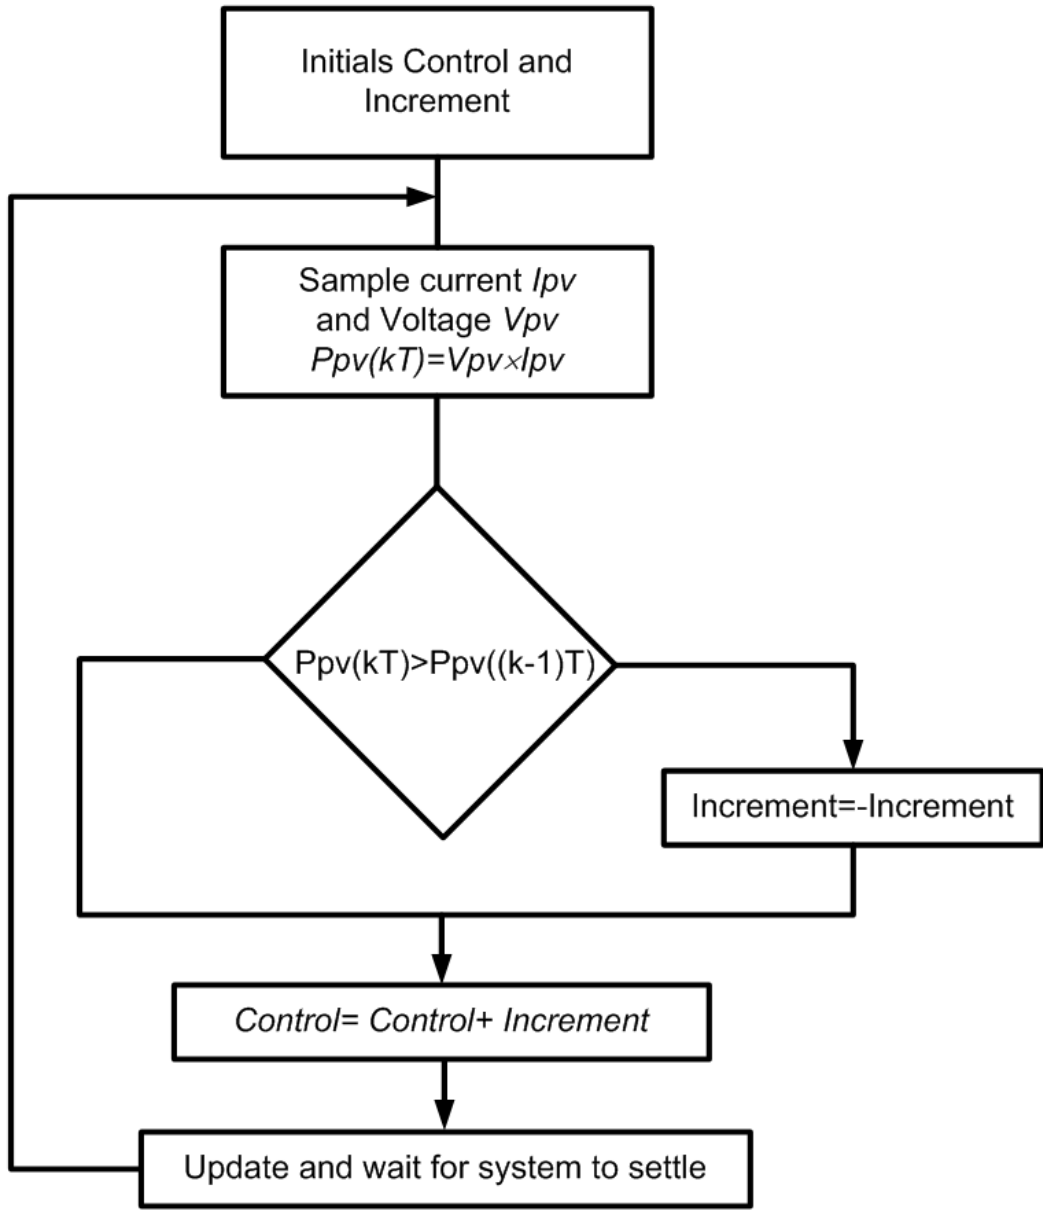 Initials Control and
Increment
Sample current Ipv
and Voltage Vpv
Ppv(kT)=Vpv×Ipv
Ppv(kT)>Ppv((k-1)T)
Increment=-Increment
Control= Control+ Increment
Update and wait for system to settle